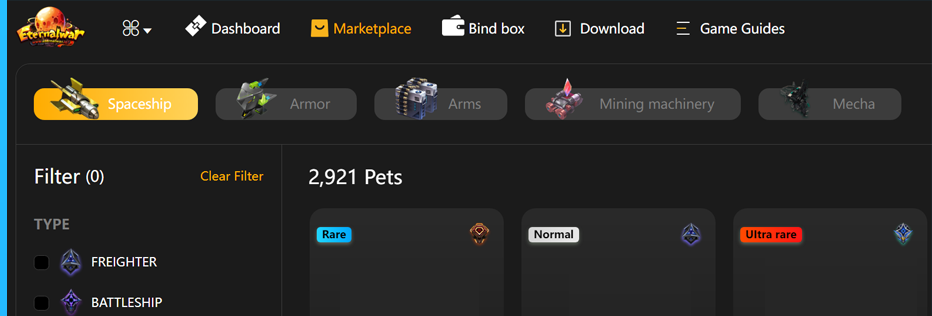 Eternalwar
Dashboard
Marketplace
Bind box
Download
Game Guides
Spaceship
Armor
Arms
Mining machinery
Mecha
Filter (0)
Clear Filter
2,921 Pets
TYPE
Rare
Normal
Ultra rare
FREIGHTER
BATTLESHIP